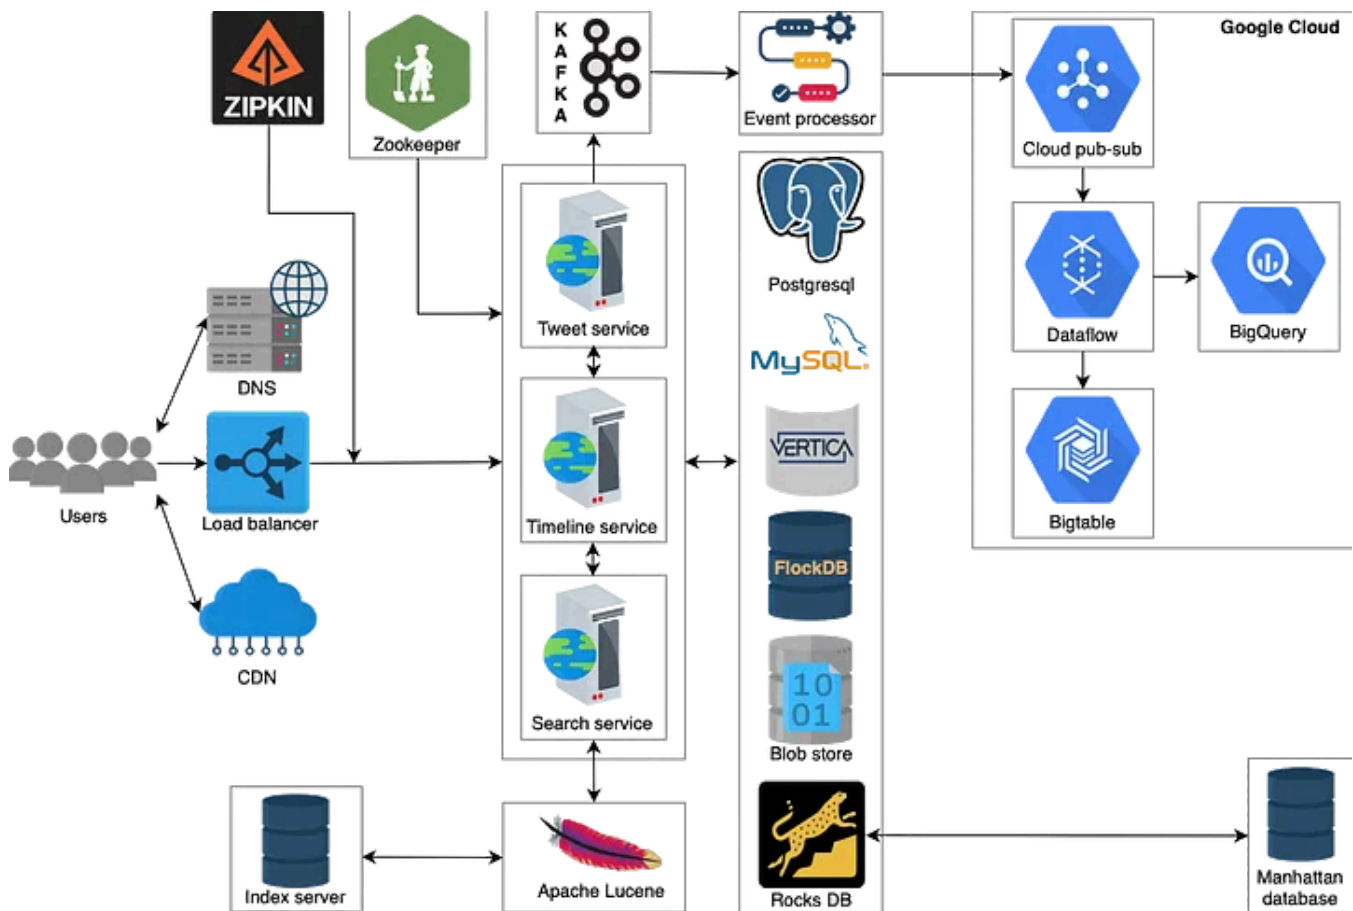 Google Cloud
KAFKA
ZIPKIN
Zookeeper
Event processor
Cloud pub-sub
Tweet service
Postgresql
MySQL
Dataflow
BigQuery
DNS
VERTICA
Users
Load balancer
Timeline service
Bigtable
FlockDB
CDN
10
01
Search service
Blob store
Index server
Apache Lucene
Rocks DB
Manhattan
database